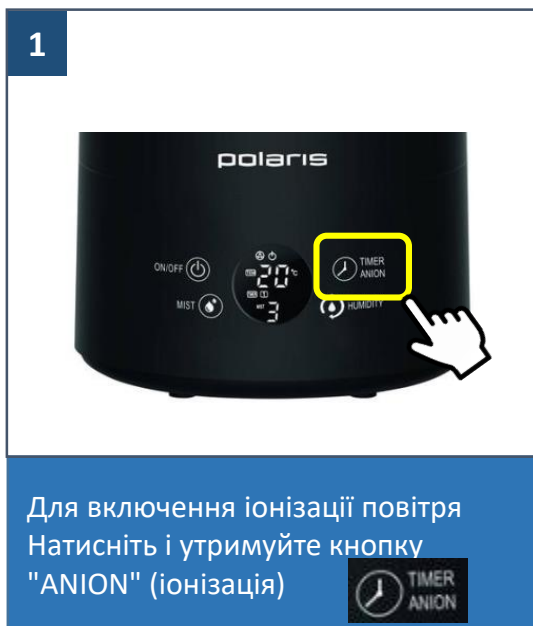 1
polaris
ON/OFF
20 °C
TIMER
ANION
MIST
3
HUMIDITY
Для включення іонізації повітря
Натисніть і утримуйте кнопку
"ANION" (іонізація)
TIMER
ANION